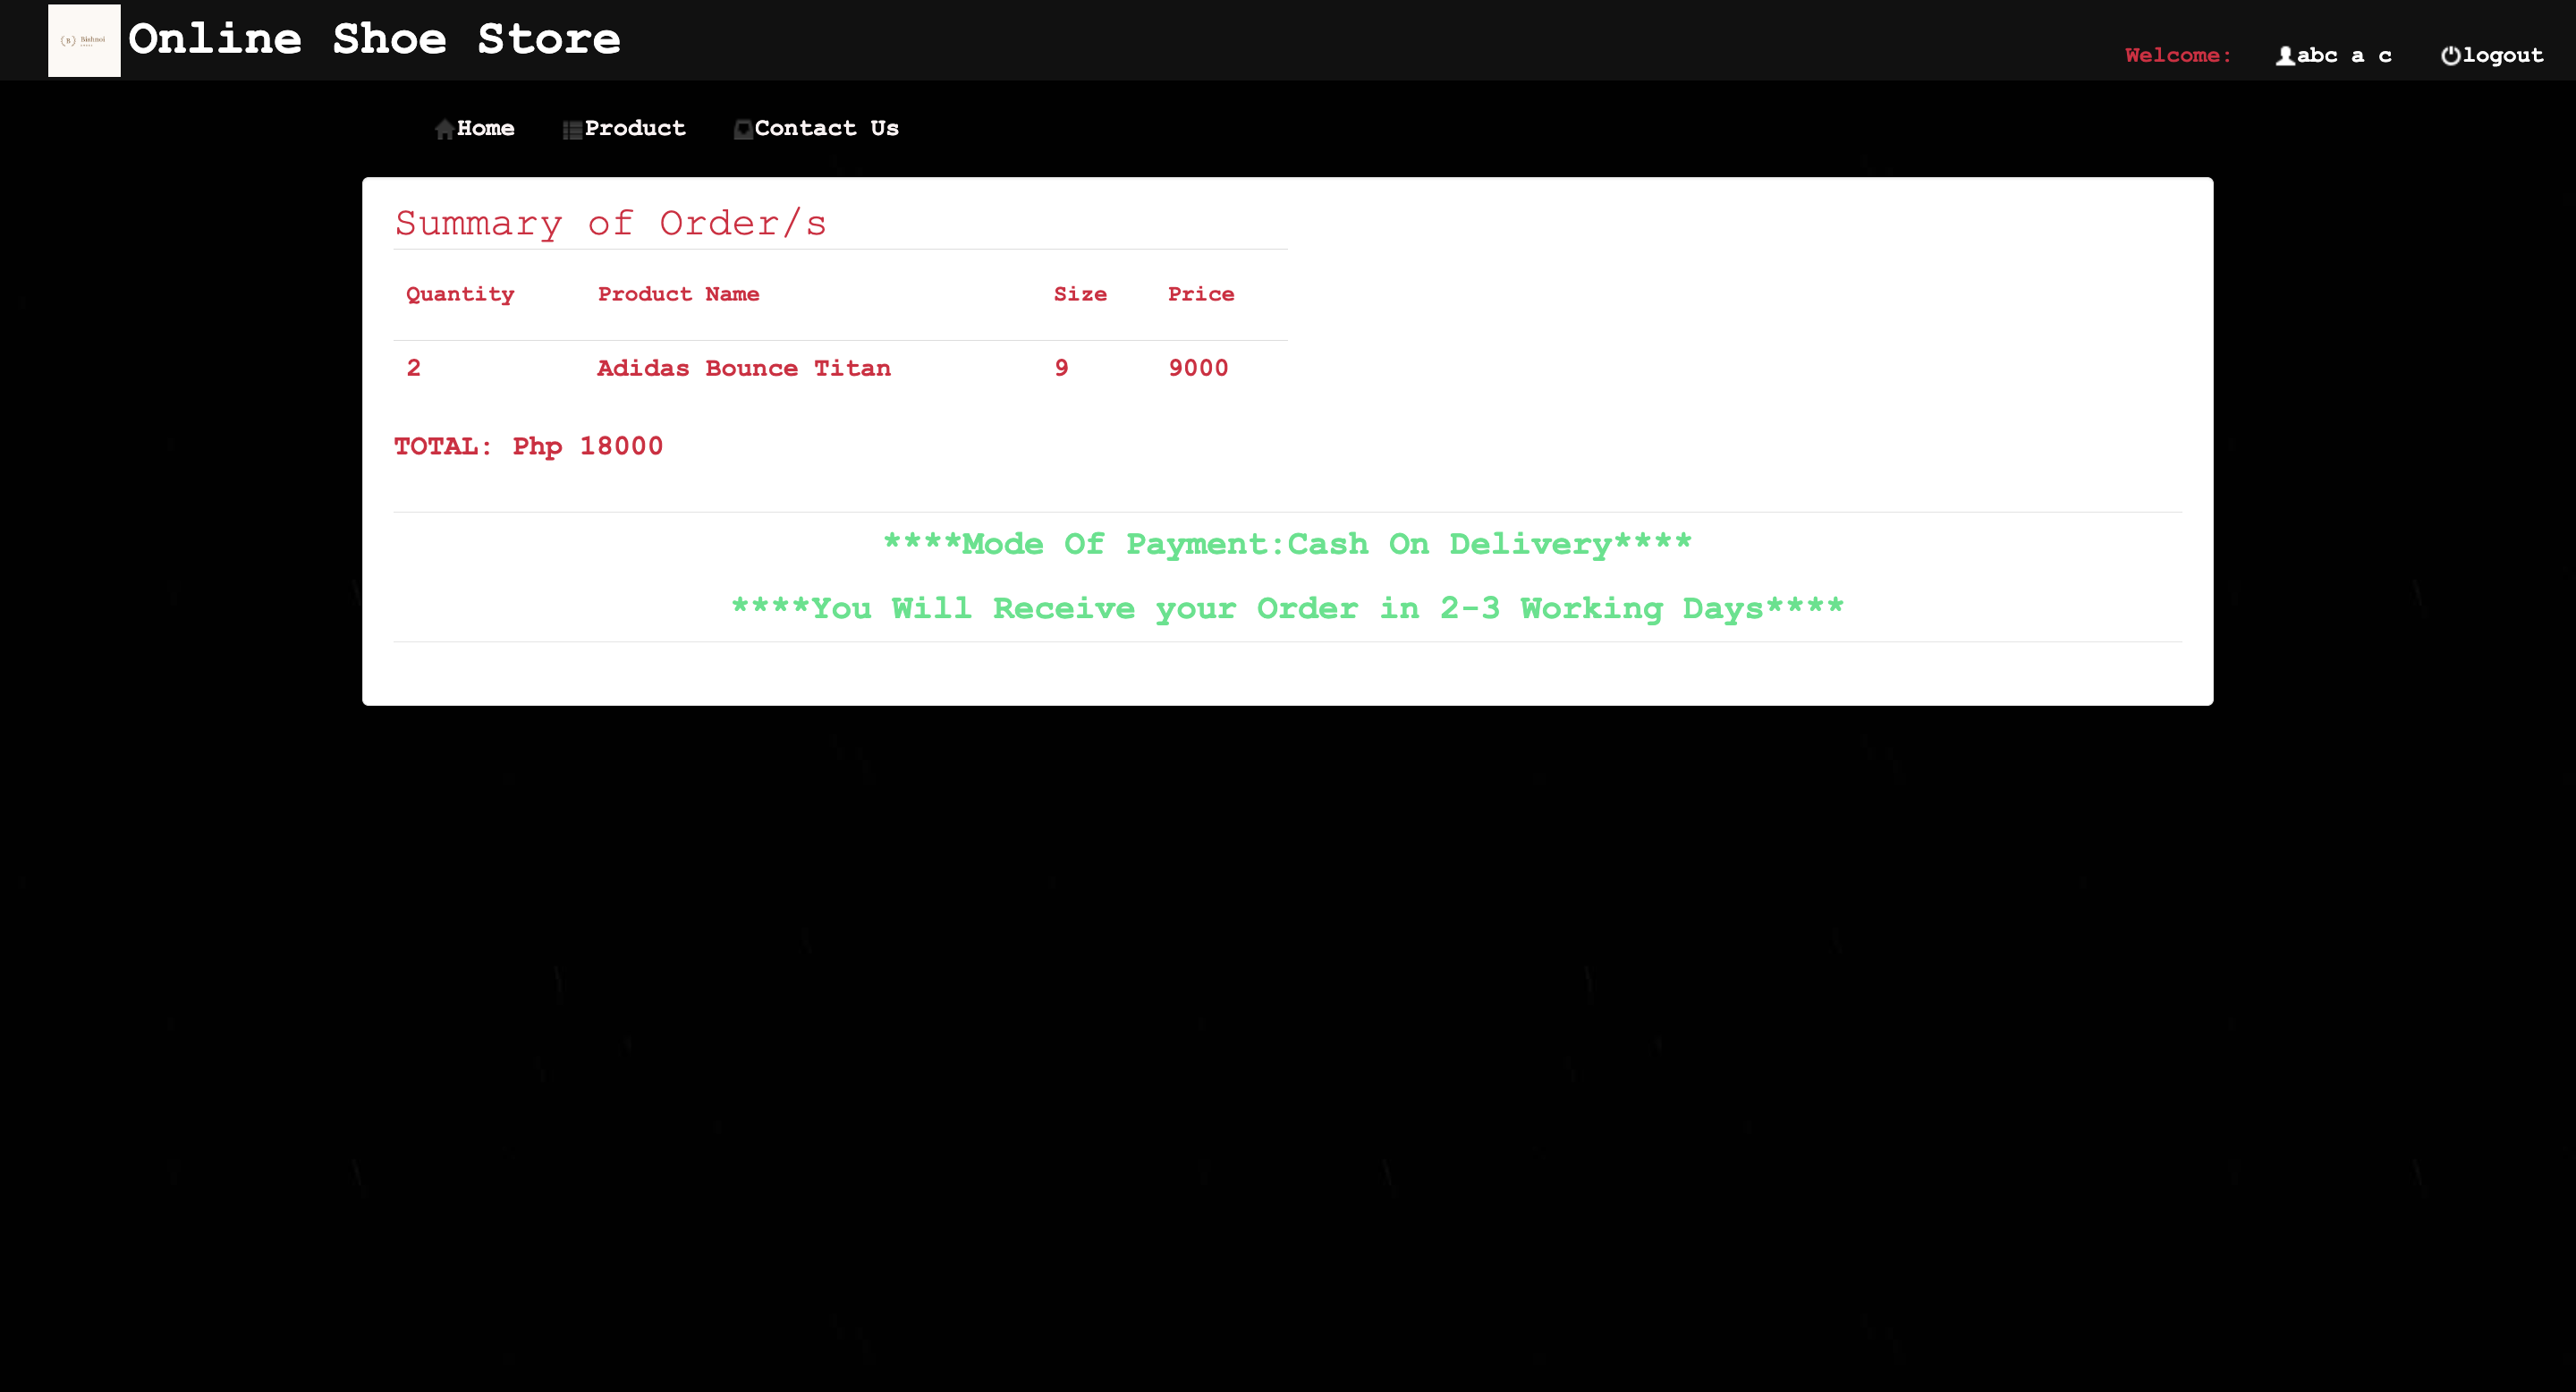 Bishnoi
Online Shoe Store
Welcome: abc a c logout
Home Product Contact Us
Summary of Order/s
Quantity Product Name Size Price
2 Adidas Bounce Titan 9 9000
TOTAL: Php 18000
****Mode Of Payment:Cash On Delivery****
****You Will Receive your Order in 2-3 Working Days****